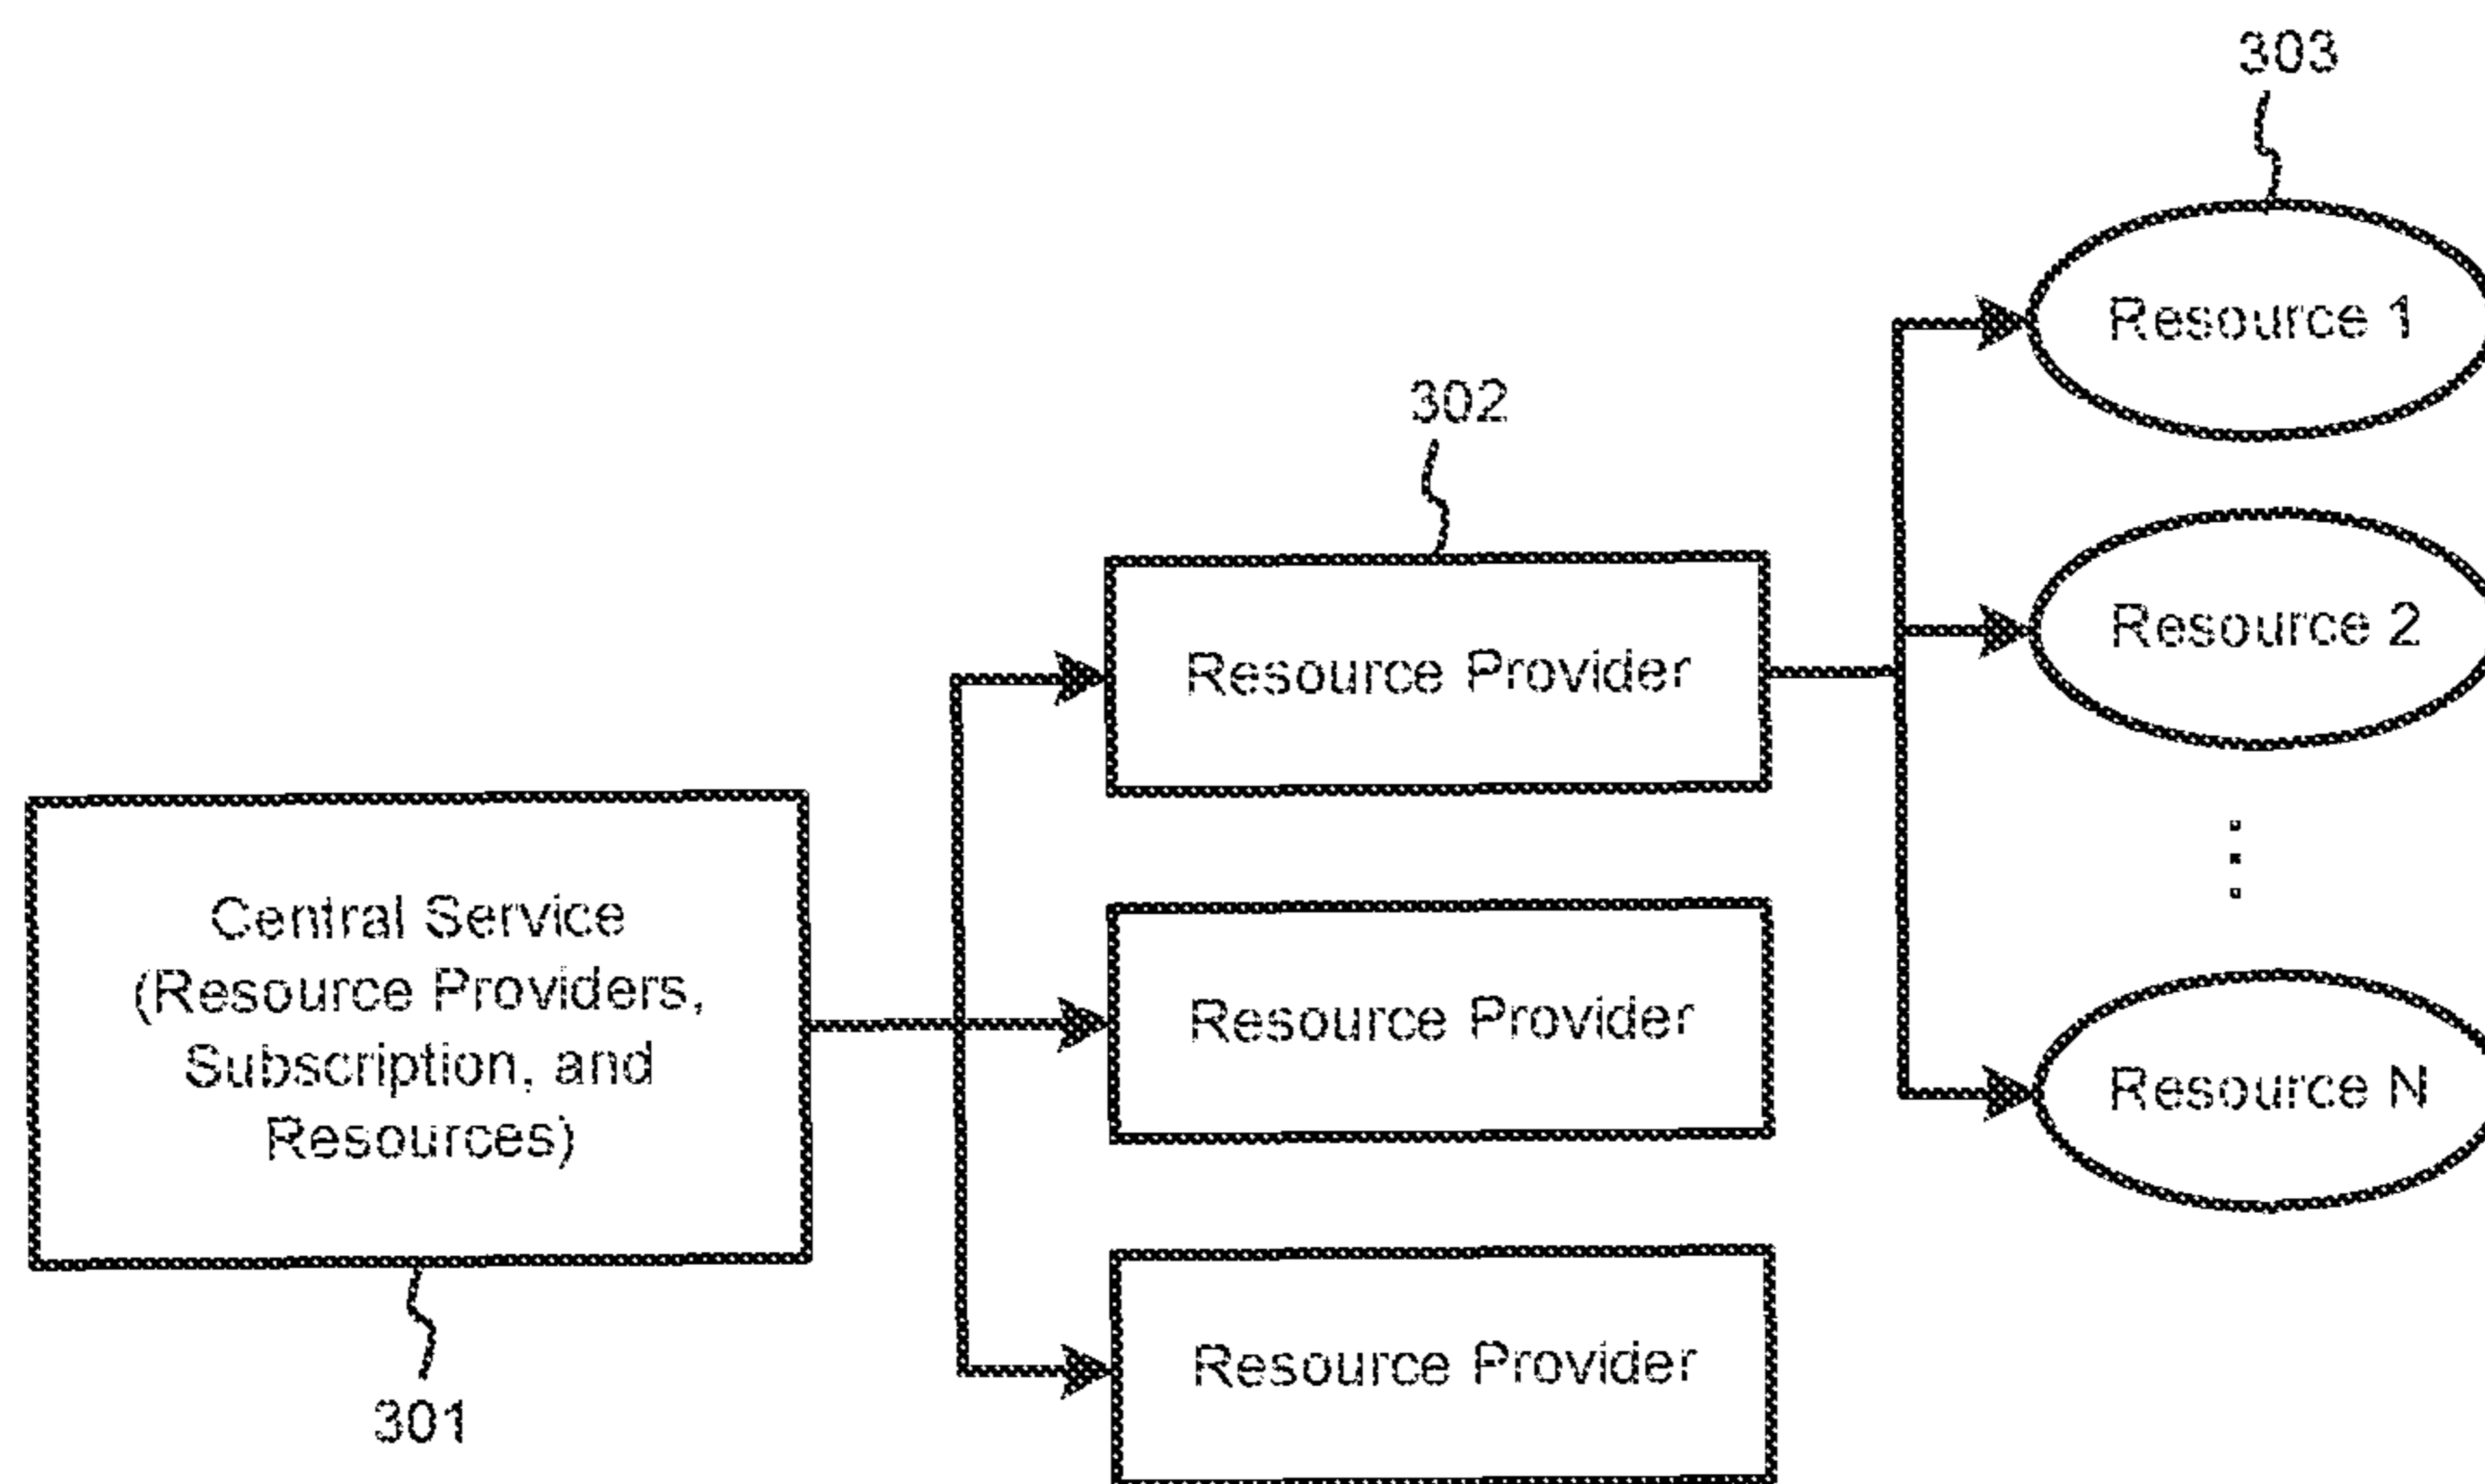 303
Resource 1
302
Resource 2
Resource Provider
Central Service
(Resource Providers,
Subscription, and
Resources)
Resource Provider
Resource N
Resource Provider
301